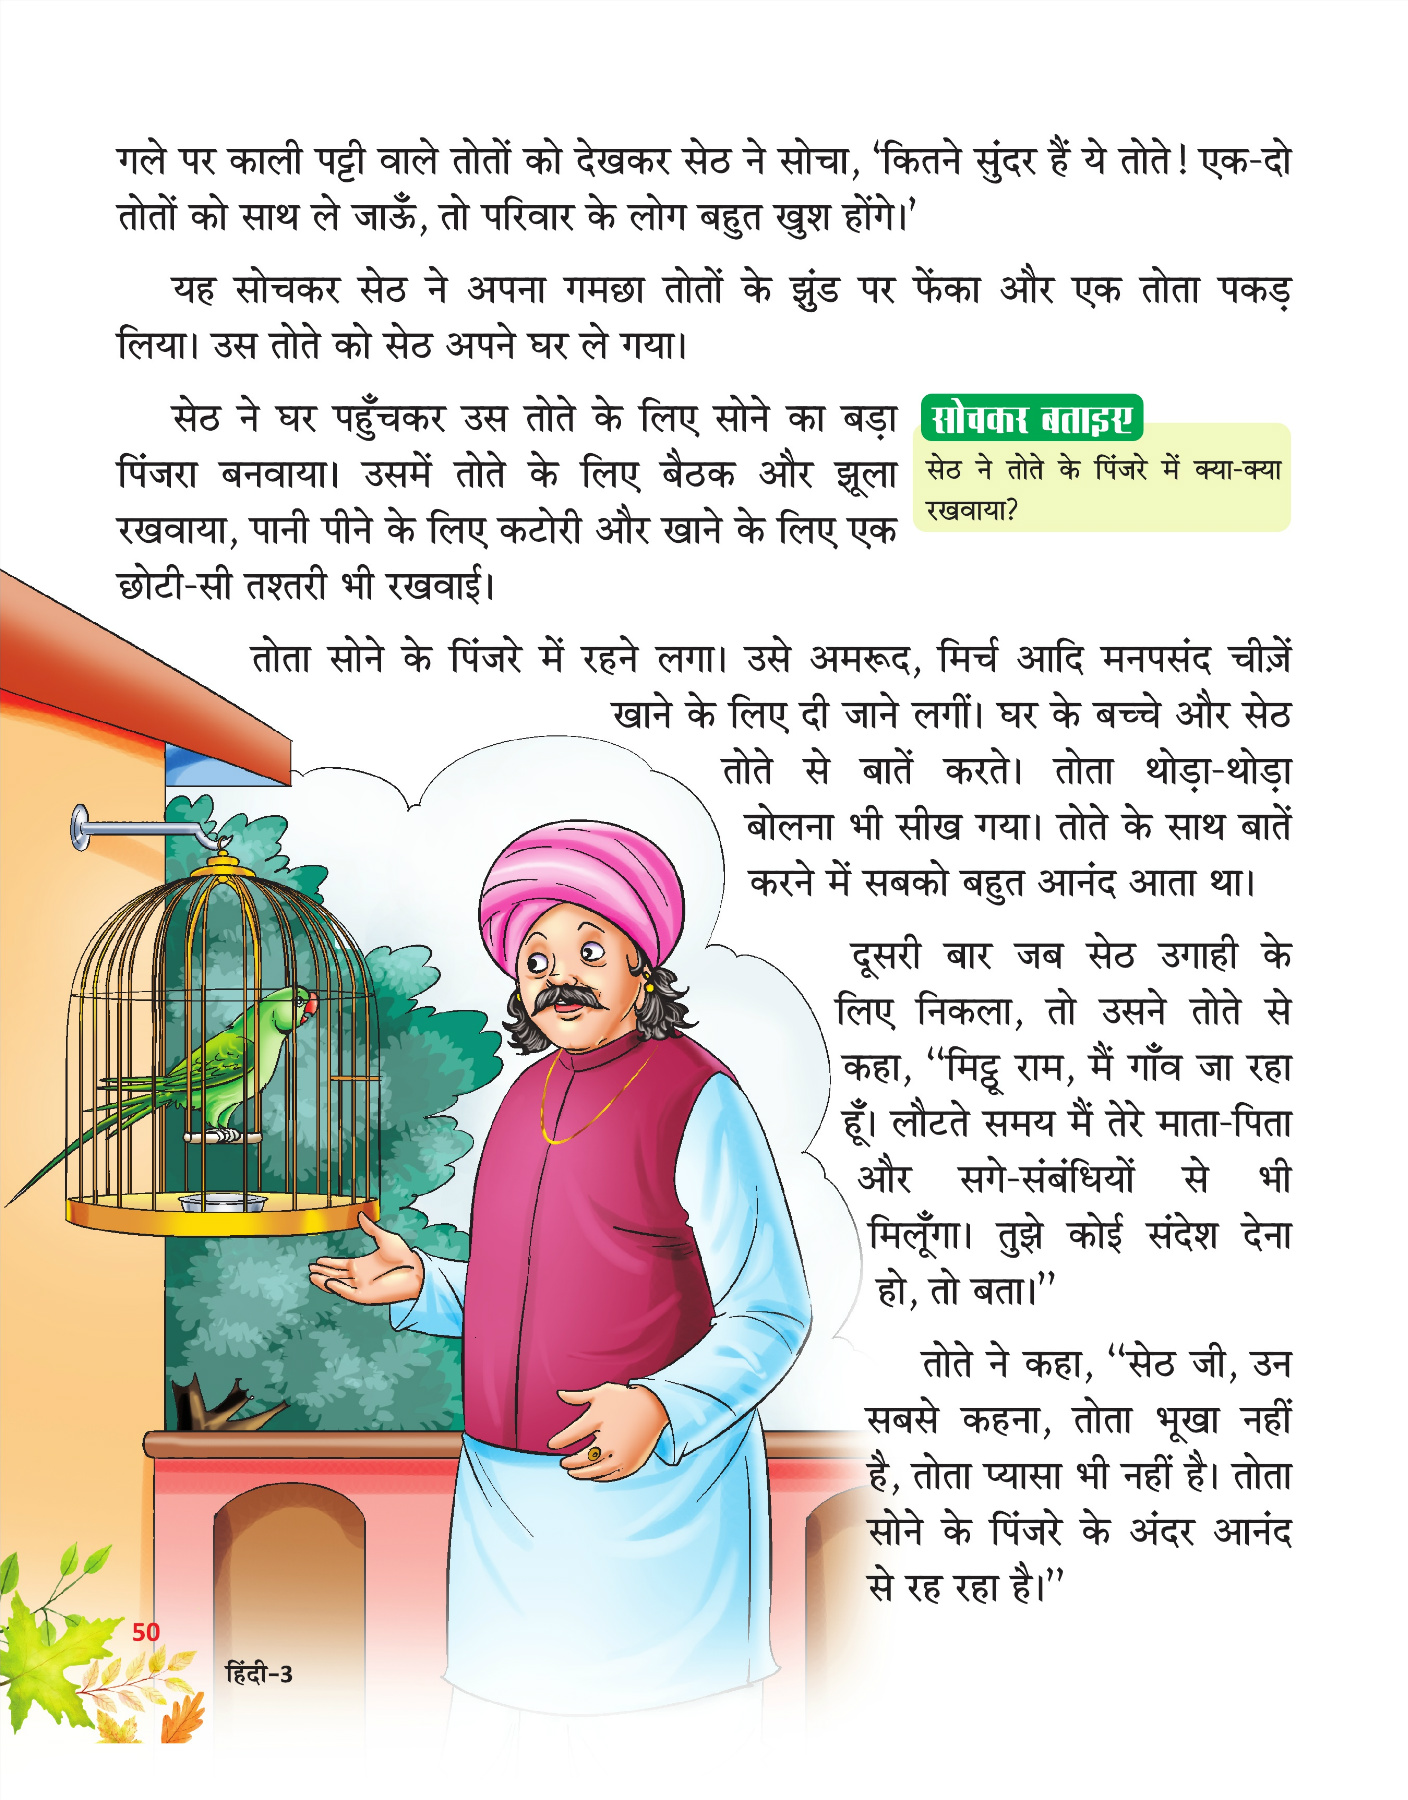 गले पर काली पट्टी वाले तोतों को देखकर सेठ ने सोचा, ‘कितने सुंदर हैं ये तोते! एक-दो
तोतों को साथ ले जाऊँ, तो परिवार के लोग बहुत खुश होंगे।’
यह सोचकर सेठ ने अपना गमछा तोतों के झुंड पर फेंका और एक तोता पकड़
लिया। उस तोते को सेठ अपने घर ले गया।
सेठ ने घर पहुँचकर उस तोते के लिए सोने का बड़ा
पिंजरा बनवाया। उसमें तोते के लिए बैठक और झूला
रखवाया, पानी पीने के लिए कटोरी और खाने के लिए एक
छोटी-सी तश्तरी भी रखवाई।
सोचकर बताइए
सेठ ने तोते के पिंजरे में क्या-क्या
रखवाया?
तोता सोने के पिंजरे में रहने लगा। उसे अमरूद, मिर्च आदि मनपसंद चीज़ें
खाने के लिए दी जाने लगीं। घर के बच्चे और सेठ
तोते से बातें करते। तोता थोड़ा-थोड़ा
बोलना भी सीख गया। तोते के साथ बातें
करने में सबको बहुत आनंद आता था।
दूसरी बार जब सेठ उगाही के
लिए निकला, तो उसने तोते से
कहा, “मिट्ठू राम, मैं गाँव जा रहा
हूँ। लौटते समय मैं तेरे माता-पिता
और सगे-संबंधियों से भी
मिलूँगा। तुझे कोई संदेश देना
हो, तो बता।”
तोते ने कहा, “सेठ जी, उन
सबसे कहना, तोता भूखा नहीं
है, तोता प्यासा भी नहीं है। तोता
सोने के पिंजरे के अंदर आनंद
से रह रहा है।”
50
हिंदी-3